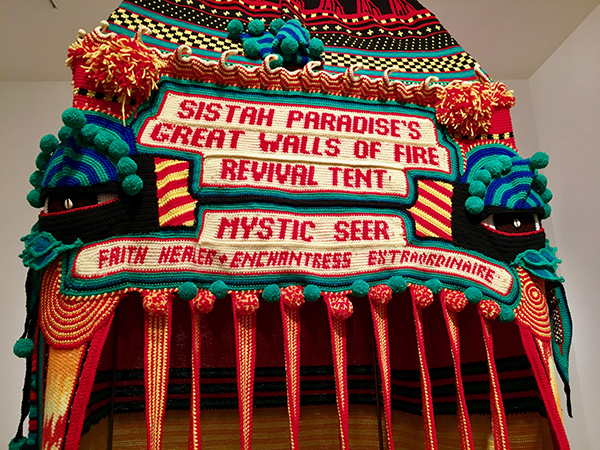 SISTAH PARADISE'S
GREAT WALLS OF FIRE
REVIVAL TENT
MYSTIC SEER
FAITH HEALER + ENCHANTRESS EXTRAORDINAIRE